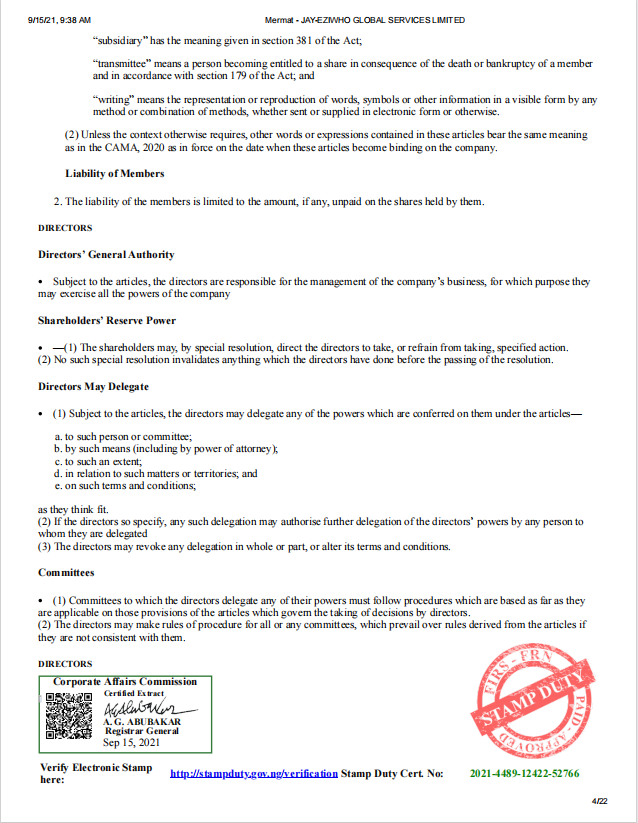 9/15/21, 9:38 AM Mermat - JAY-EZIWHO GLOBAL SERVICES LIMITED
“subsidiary” has the meaning given in section 381 of the Act;
“transmittee” means a person becoming entitled to a share in consequence of the death or bankruptcy of a member
and in accordance with section 179 of the Act; and
“writing” means the representation or reproduction of words, symbols or other information in a visible form by any
method or combination of methods, whether sent or supplied in electronic form or otherwise.
(2) Unless the context otherwise requires, other words or expressions contained in these articles bear the same meaning
as in the CAMA, 2020 as in force on the date when these articles become binding on the company.
Liability of Members
2. The liability of the members is limited to the amount, if any, unpaid on the shares held by them.
DIRECTORS
Directors’ General Authority
• Subject to the articles, the directors are responsible for the management of the company’s business, for which purpose they
may exercise all the powers of the company
Shareholders’ Reserve Power
• —(1) The shareholders may, by special resolution, direct the directors to take, or refrain from taking, specified action.
(2) No such special resolution invalidates anything which the directors have done before the passing of the resolution.
Directors May Delegate
• (1) Subject to the articles, the directors may delegate any of the powers which are conferred on them under the articles—
a. to such person or committee;
b. by such means (including by power of attorney);
c. to such an extent;
d. in relation to such matters or territories; and
e. on such terms and conditions;
as they think fit.
(2) If the directors so specify, any such delegation may authorise further delegation of the directors’ powers by any person to
whom they are delegated
(3) The directors may revoke any delegation in whole or part, or alter its terms and conditions.
Committees
• (1) Committees to which the directors delegate any of their powers must follow procedures which are based as far as they
are applicable on those provisions of the articles which govern the taking of decisions by directors.
(2) The directors may make rules of procedure for all or any committees, which prevail over rules derived from the articles if
they are not consistent with them.
DIRECTORS
Corporate Affairs Commission
Certified Extract
A. G. ABUBAKAR
Registrar General
Sep 15, 2021
FIRS - FRN
STAMP DUTY
PAID - APPROVED
Verify Electronic Stamp
here:
http://stampduty.gov.ng/verification Stamp Duty Cert. No: 2021-4489-12422-52766
4/22